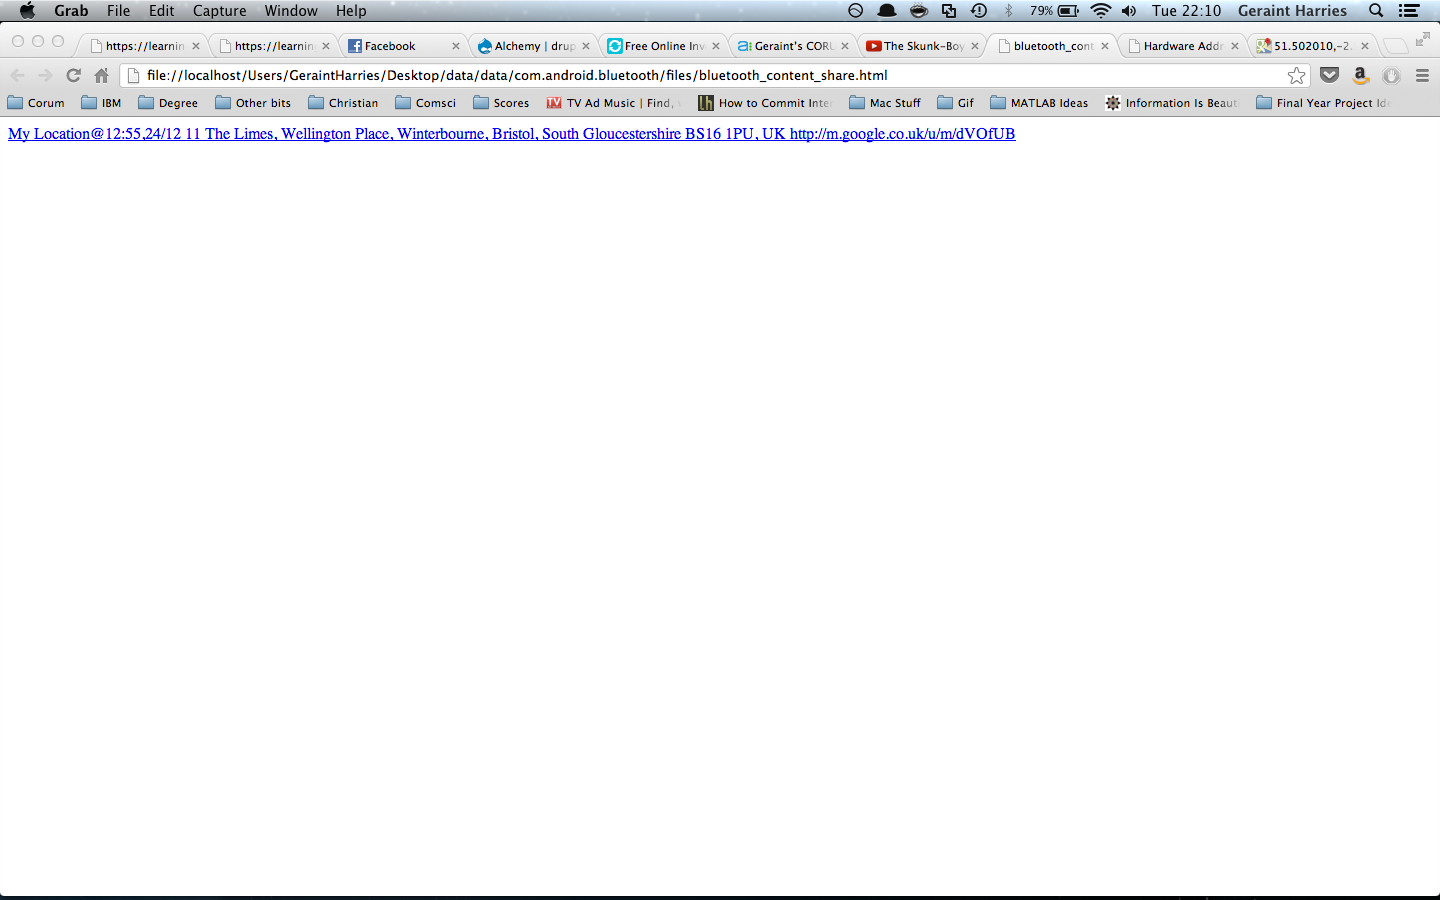 Grab File Edit Capture Window Help 79% Tue 22:10 Geraint Harries
https://learnin https://learnin Facebook Alchemy | drup Free Online Inv Geraint's CORU The Skunk-Boy bluetooth_cont Hardware Addr 51.502010,-2.
file://localhost/Users/GeraintHarries/Desktop/data/data/com.android.bluetooth/files/bluetooth_content_share.html
Corum IBM Degree Other bits Christian Comsci Scores TV TV Ad Music | Find, lh How to Commit Inte Mac Stuff Gif MATLAB Ideas Information Is Beaut Final Year Project Ide
My Location@12:55,24/12 11 The Limes, Wellington Place, Winterbourne, Bristol, South Gloucestershire BS16 1PU, UK http://m.google.co.uk/u/m/dVOfUB